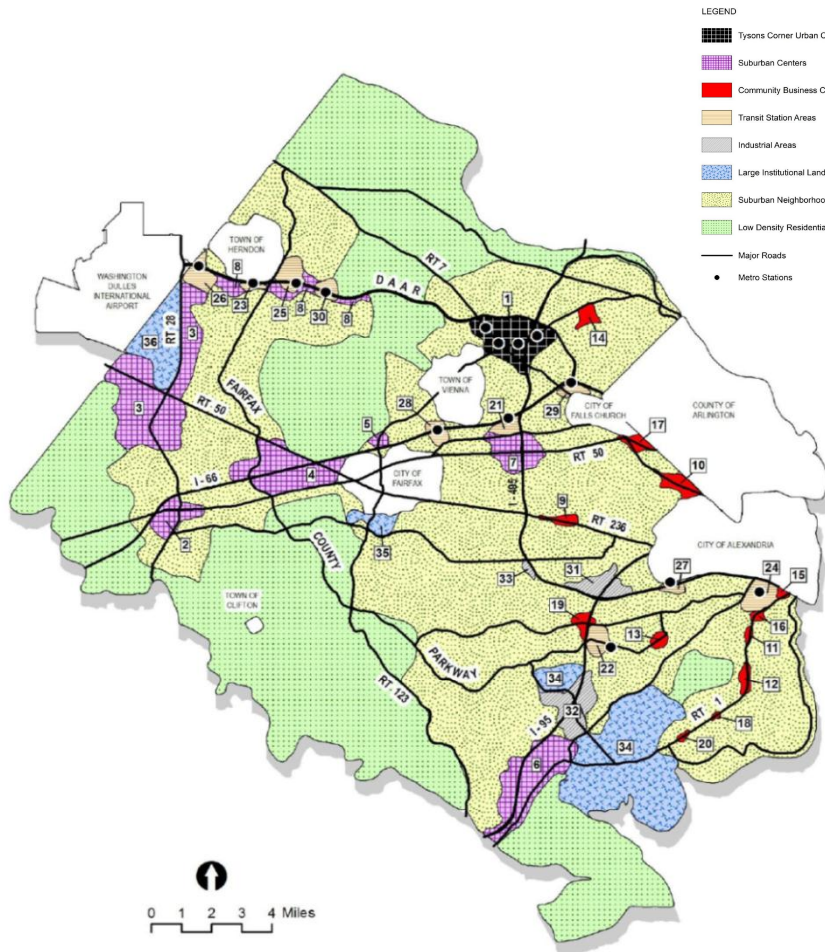 LEGEND
Tysons Corner Urban C
Suburban Centers
Community Business C
Transit Station Areas
Industrial Areas
Large Institutional Land
Suburban Neighborhoo
Low Density Residentia
Major Roads
Metro Stations
TOWN OF
HERNDON
WASHINGTON
DULLES
INTERNATIONAL
AIRPORT
RT 7
DAAR
8
26
23
25
8
30
8
1
14
36
RT. 28
3
3
RT. 50
FAIRFAX
TOWN OF
VIENNA
28
21
29
CITY OF
FALLS CHURCH
COUNTY OF
ARLINGTON
17
5
7
RT 50
10
I-66
4
CITY OF
FAIRFAX
I-495
9
RT 236
2
COUNTY
35
CITY OF ALEXANDRIA
33
31
27
24
15
TOWN OF
CLIFTON
19
13
16
11
PARKWAY
22
RT. 123
34
12
32
RT 1
18
I-95
34
20
6
0 1 2 3 4 Miles